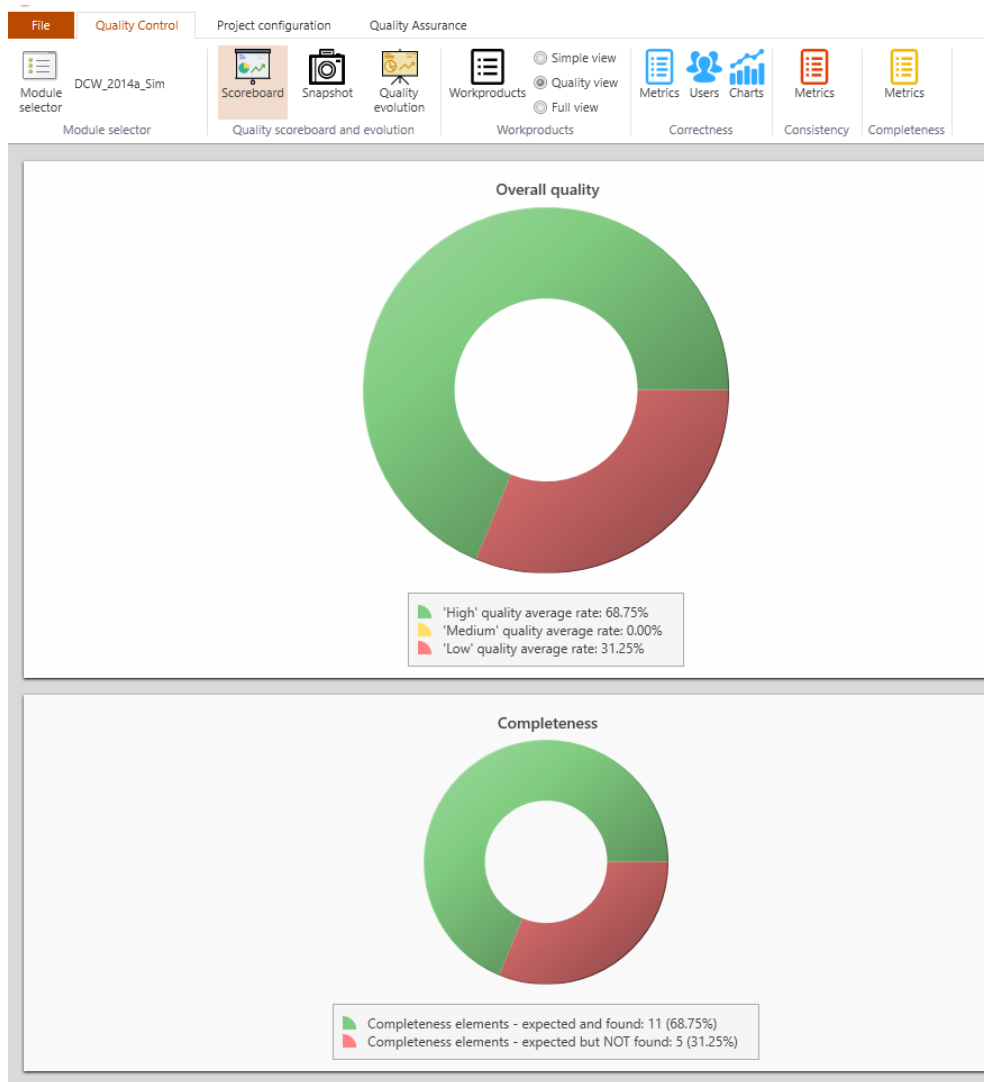 File Quality Control Project configuration Quality Assurance
Module selector
DCW_2014a_Sim
Scoreboard
Snapshot
Quality evolution
Workproducts
Simple view
Quality view
Full view
Metrics
Users
Charts
Metrics
Metrics
Module selector
Quality scoreboard and evolution
Workproducts
Correctness
Consistency
Completeness
Overall quality
'High' quality average rate: 68.75%
'Medium' quality average rate: 0.00%
'Low' quality average rate: 31.25%
Completeness
Completeness elements - expected and found: 11 (68.75%)
Completeness elements - expected but NOT found: 5 (31.25%)